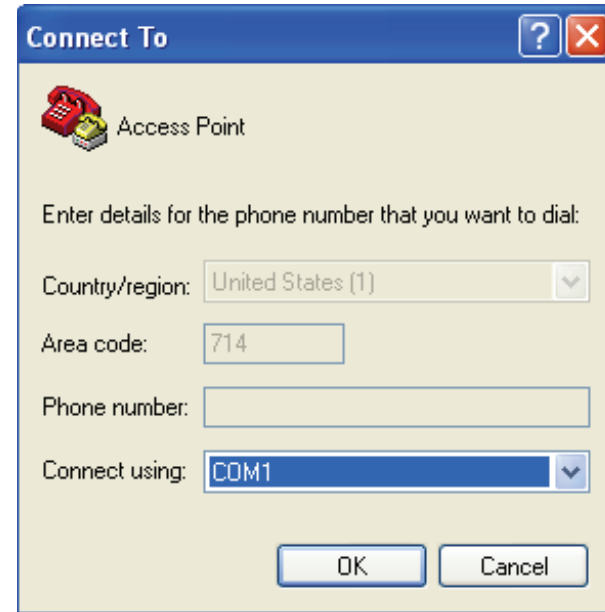 Connect To
Access Point
Enter details for the phone number that you want to dial:
Country/region: United States (1)
Area code: 714
Phone number:
Connect using: COM1
OK Cancel